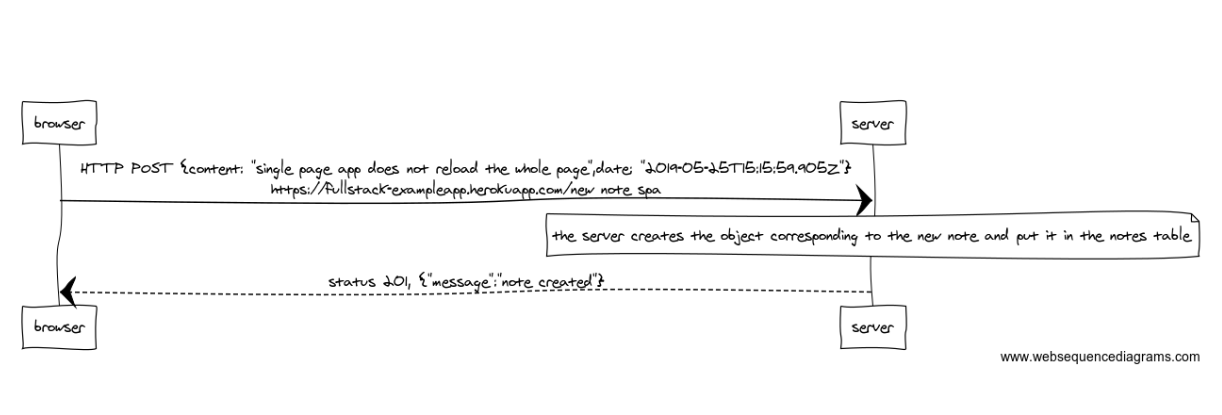 browser
server
HTTP POST {content: "single page app does not reload the whole page",date: "2019-05-25T15:15:59.905Z"}
https://fullstack-exampleapp.herokuapp.com/new note spa
the server creates the object corresponding to the new note and put it in the notes table
status 201, {"message":"note created"}
browser
server
www.websequencediagrams.com